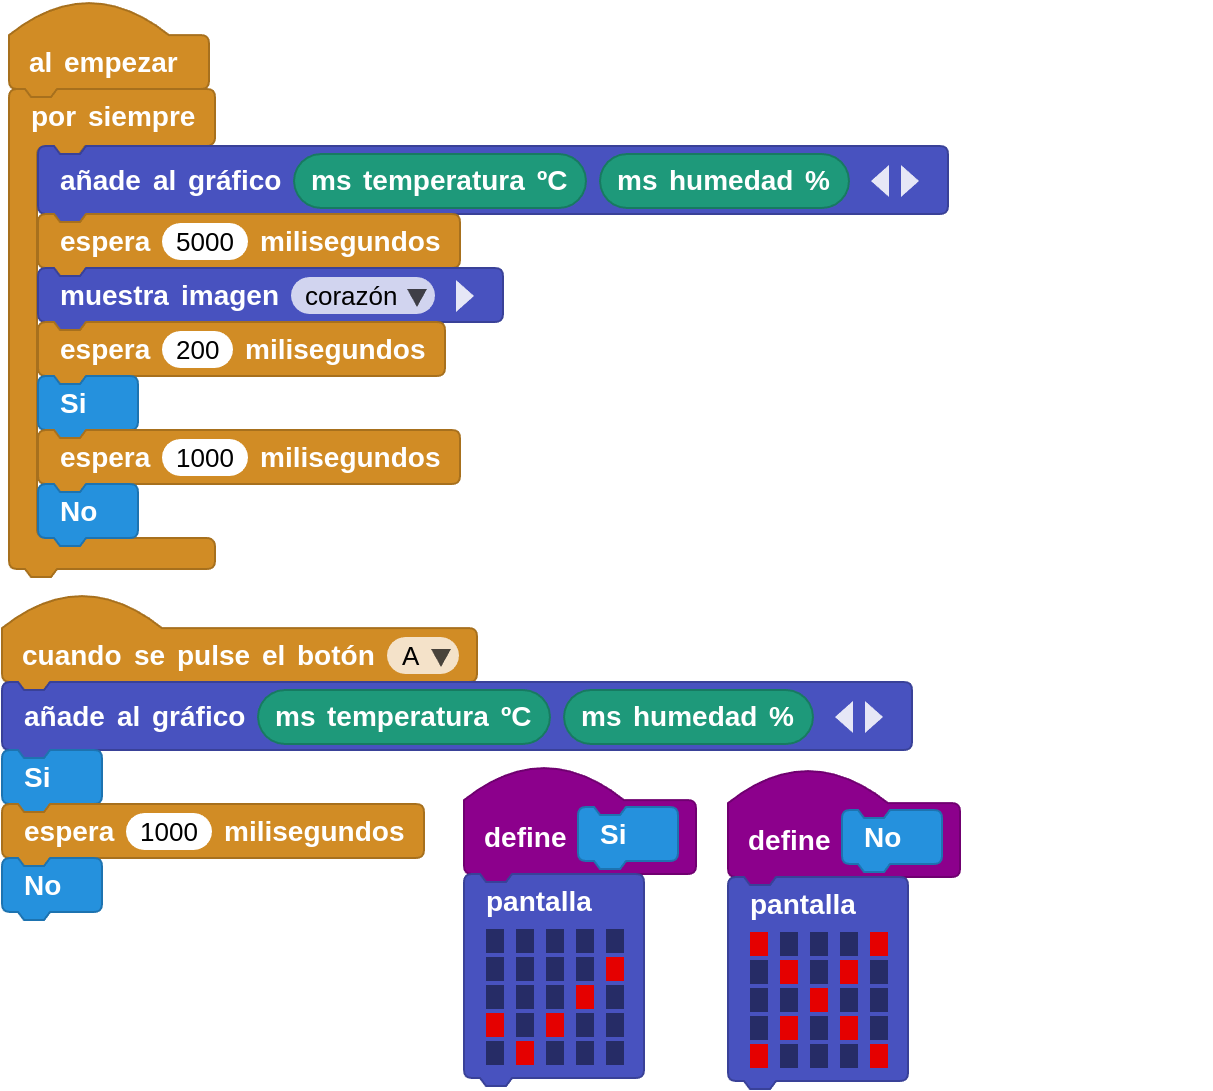 al empezar
por siempre
añade al gráfico ms temperatura ºC ms humedad %
espera 5000 milisegundos
muestra imagen corazón
espera 200 milisegundos
Si
espera 1000 milisegundos
No
cuando se pulse el botón A
añade al gráfico ms temperatura ºC ms humedad %
Si
espera 1000 milisegundos
No
define Si
pantalla
define No
pantalla